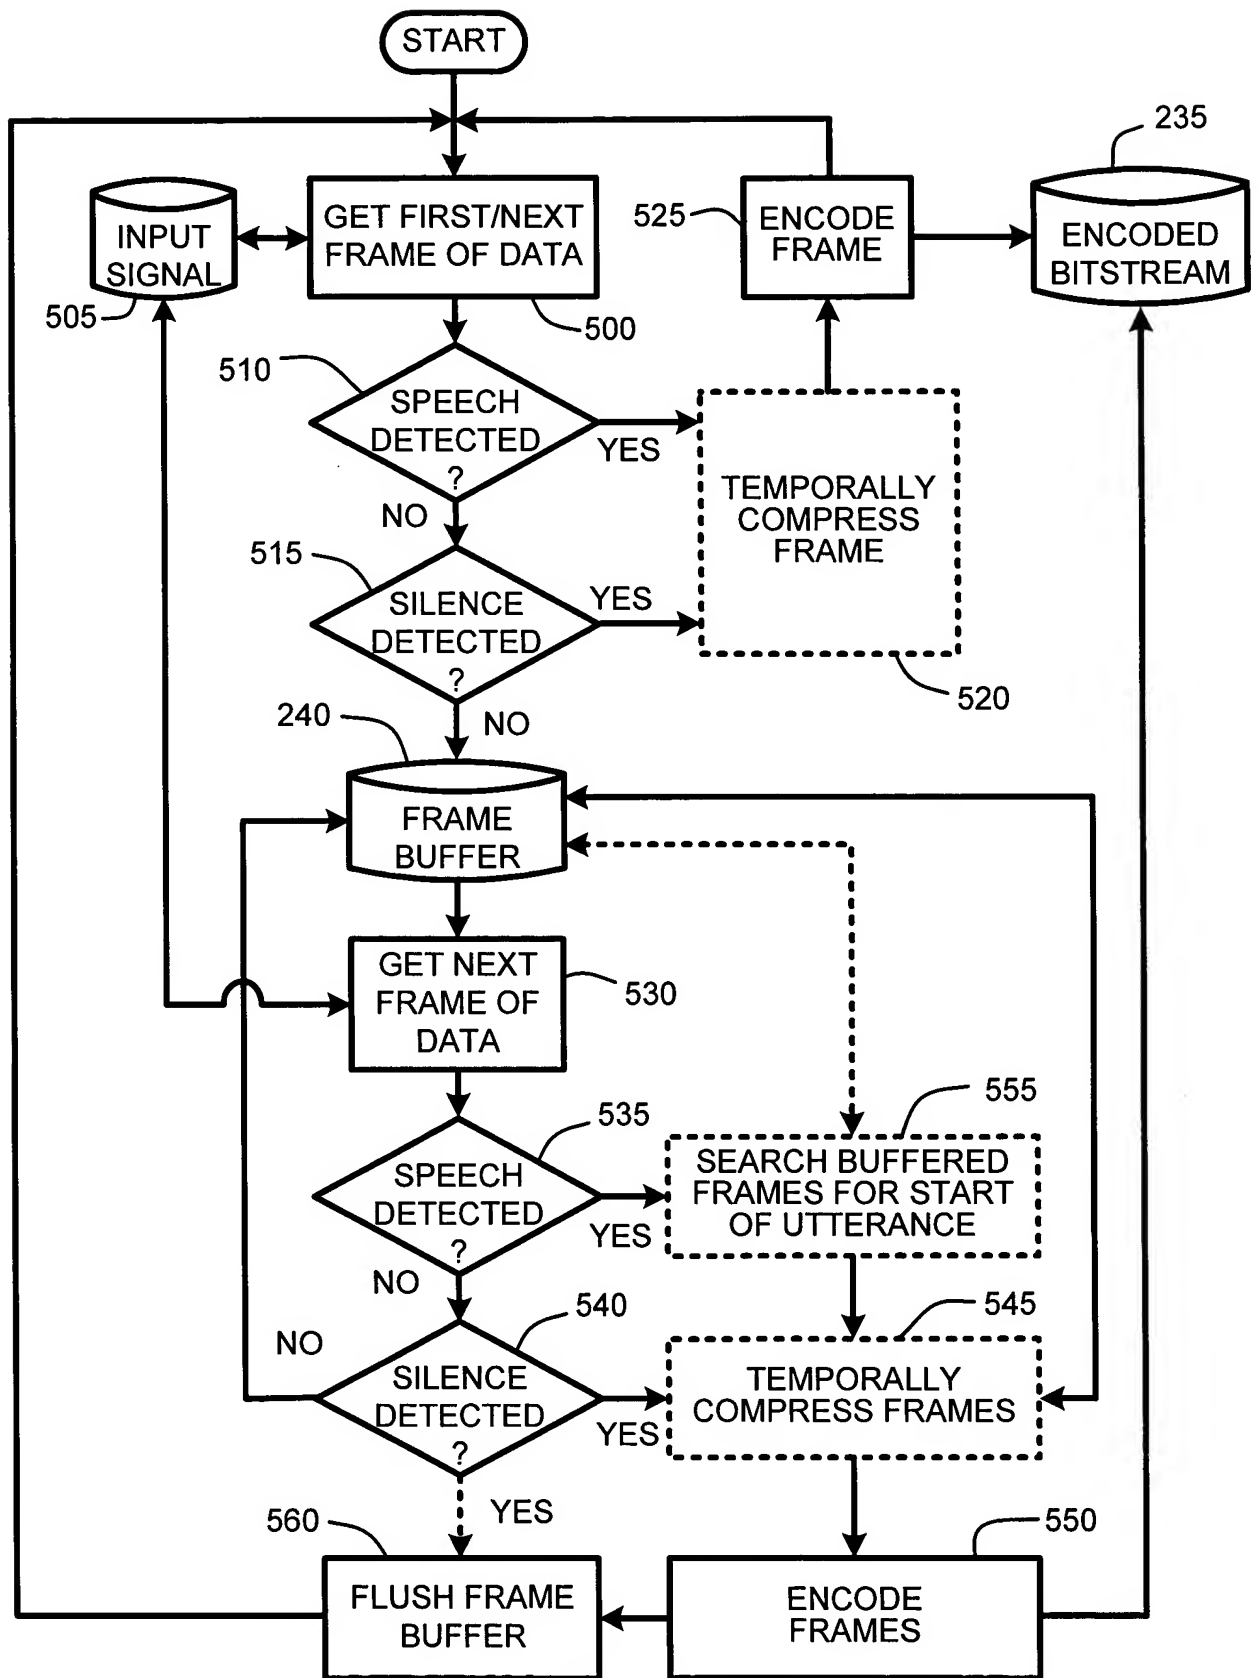 START
235
INPUT
SIGNAL
505
GET FIRST/NEXT
FRAME OF DATA
500
525
ENCODE
FRAME
ENCODED
BITSTREAM
510
SPEECH
DETECTED
?
YES
NO
TEMPORALLY
COMPRESS
FRAME
520
515
SILENCE
DETECTED
?
YES
NO
240
FRAME
BUFFER
GET NEXT
FRAME OF
DATA
530
535
SPEECH
DETECTED
?
YES
NO
555
SEARCH BUFFERED
FRAMES FOR START
OF UTTERANCE
540
SILENCE
DETECTED
?
NO
YES
YES
545
TEMPORALLY
COMPRESS FRAMES
560
FLUSH FRAME
BUFFER
550
ENCODE
FRAMES